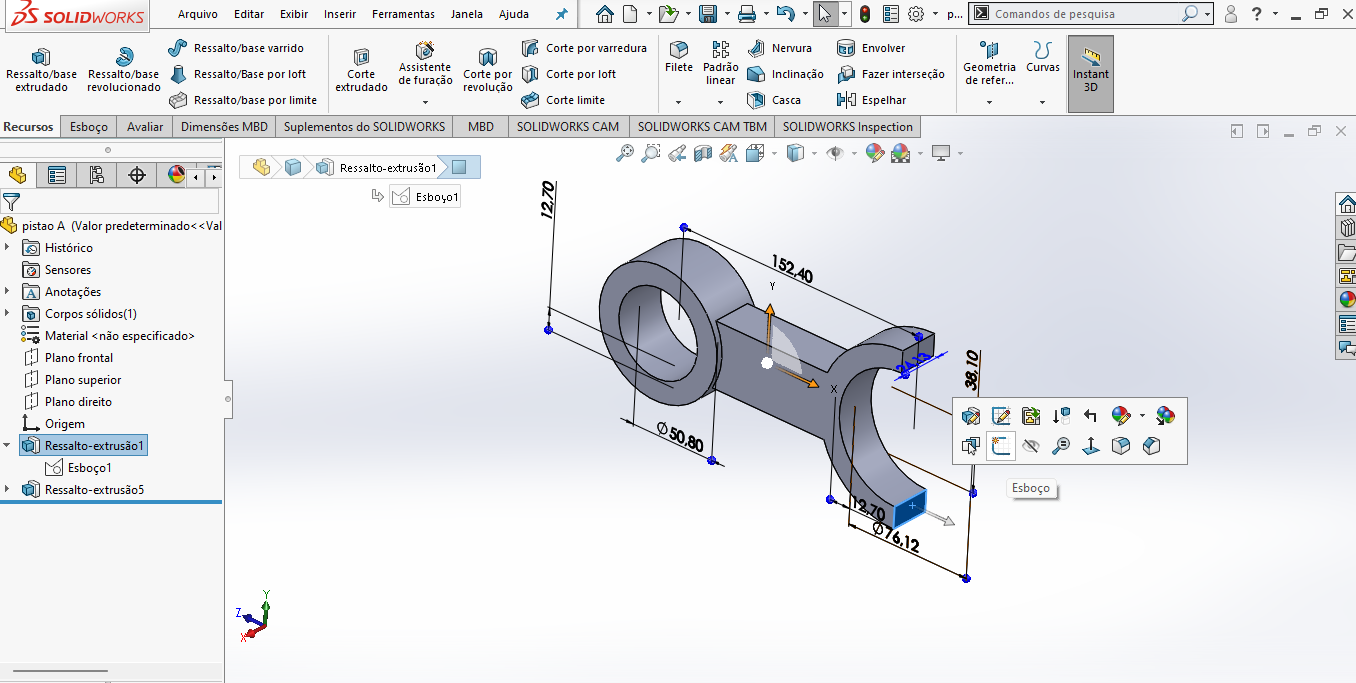 SOLIDWORKS
Arquivo Editar Exibir Inserir Ferramentas Janela Ajuda
p...
Comandos de pesquisa
?
Ressalto/base extrudado
Ressalto/base revolucionado
Ressalto/base varrido
Ressalto/Base por loft
Ressalto/base por limite
Corte extrudado
Assistente de furação
Corte por revolução
Corte por varredura
Corte por loft
Corte limite
Filete
Padrão linear
Nervura
Inclinação
Casca
Envolver
Fazer interseção
Espelhar
Geometria de refer...
Curvas
Instant 3D
Recursos Esboço Avaliar Dimensões MBD Suplementos do SOLIDWORKS MBD SOLIDWORKS CAM SOLIDWORKS CAM TBM SOLIDWORKS Inspection
Ressalto-extrusão1
Esboço1
pistao A (Valor predeterminado<<Val
Histórico
Sensores
Anotações
Corpos sólidos(1)
Material <não especificado>
Plano frontal
Plano superior
Plano direito
Origem
Ressalto-extrusão1
Esboço1
Ressalto-extrusão5
12,70
152,40
Y
X
38,10
Ø50,80
12,70
Ø76,12
Esboço
Y
Z
X